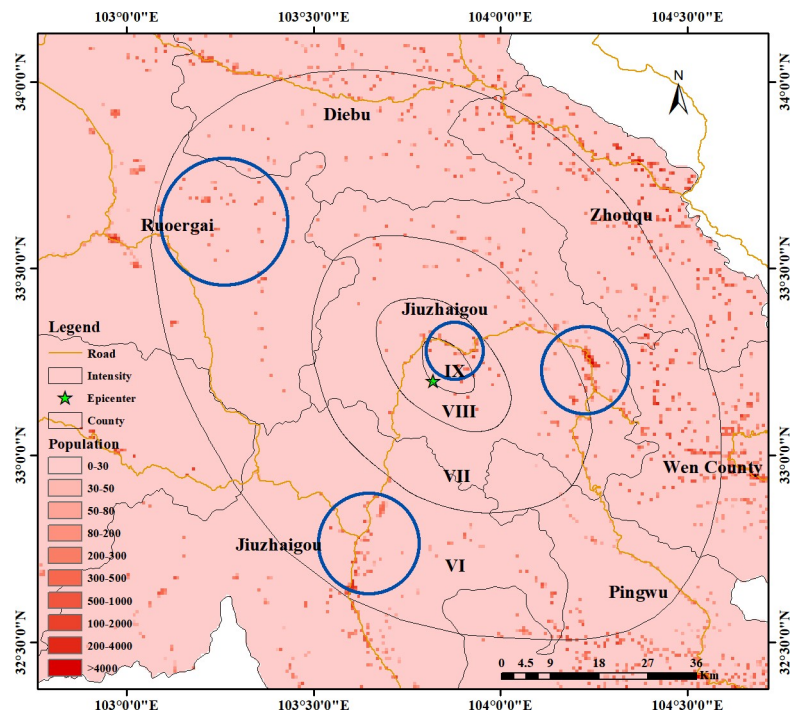 103°0'0"N 103°30'0"N 104°0'0"N 104°30'0"N
34°0'0"N 34°0'0"N
N
Diebu
Zhouqu
Ruoergai
33°30'0"N 33°30'0"N
Jiuzhaigou
Legend
Road
Intensity
Epicenter
County
Population
0-30
30-50
50-80
80-200
200-300
300-500
500-1000
100-2000
200-4000
>4000
IX
VIII
33°0'0"N 33°0'0"N
Wen County
VII
Jiuzhaigou
VI
Pingwu
32°30'0"N 32°30'0"N
0 4.5 9 18 27 36
Km
103°0'0"N 103°30'0"N 104°0'0"N 104°30'0"N